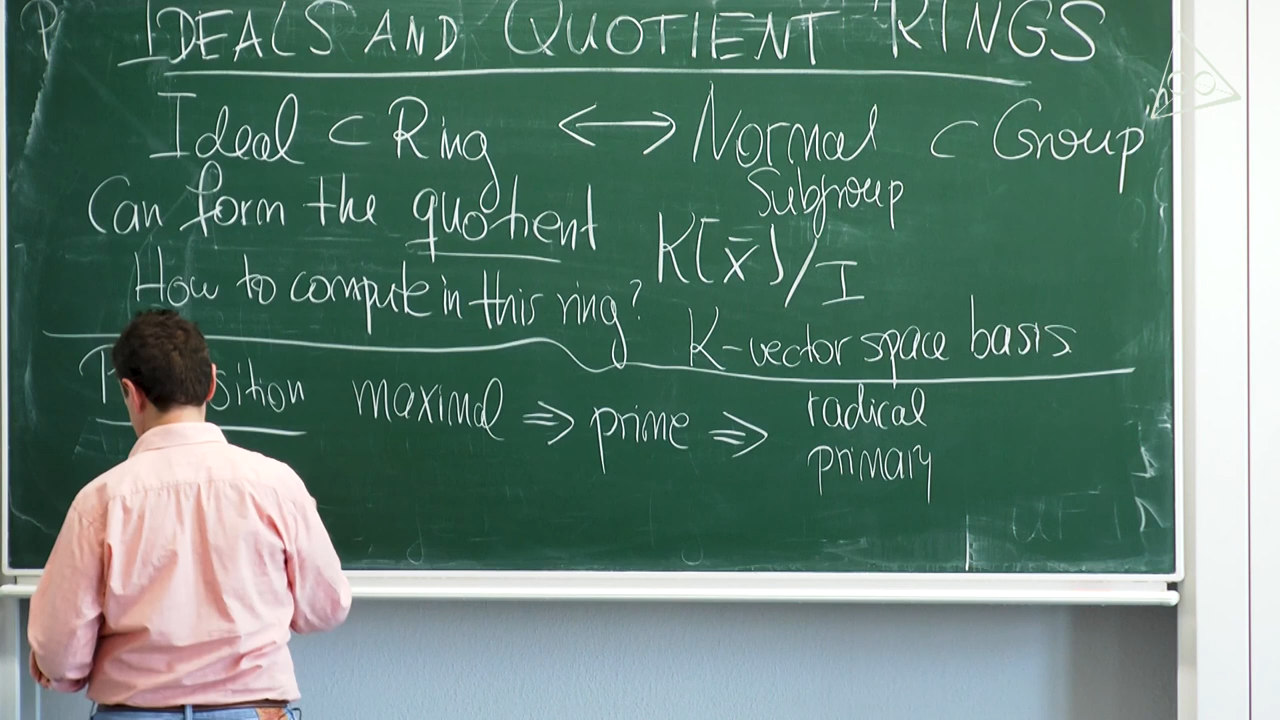 IDEALS AND QUOTIENT RINGS
Ideal ⊂ Ring ⟷ Normal Subgroup ⊂ Group
Can form the quotient K[x̄]/I
How to compute in this ring?
K-vector space basis
maximal ⇒ prime ⇒ radical
primary